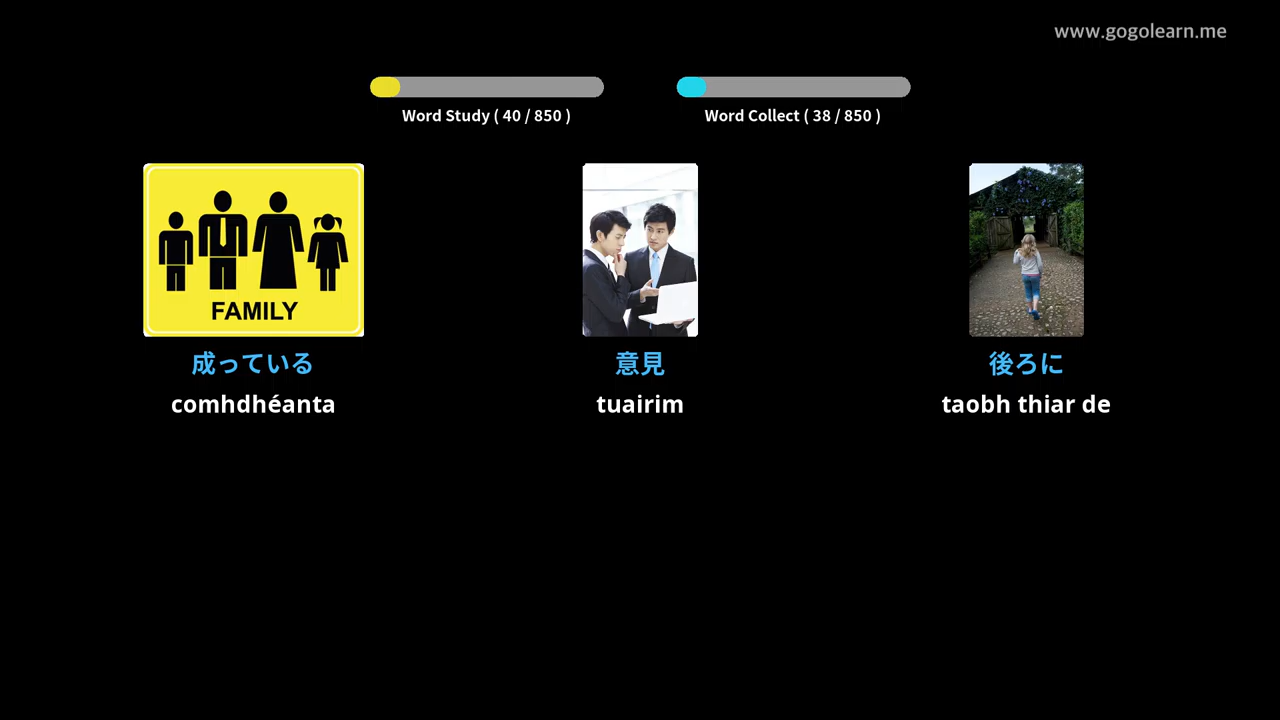 www.gogolearn.me
Word Study ( 40 / 850 )
Word Collect ( 38 / 850 )
FAMILY
成っている
意見
後ろに
comhdhéanta
tuairim
taobh thiar de